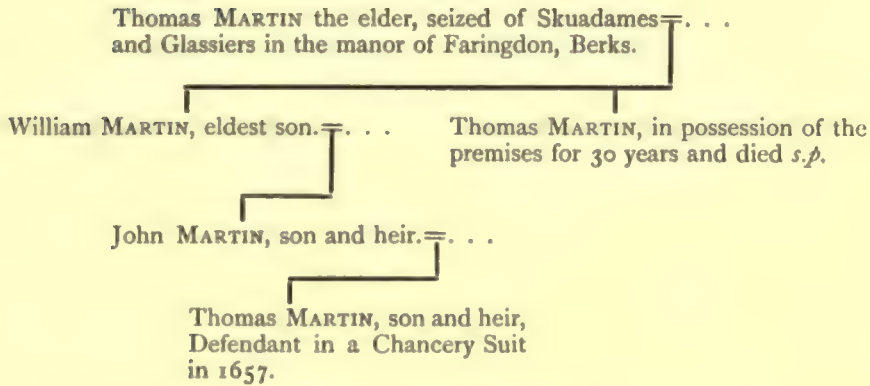 Thomas MARTIN the elder, seized of Skuadames=. . .
and Glassiers in the manor of Faringdon, Berks.
William MARTIN, eldest son.=. . .
Thomas MARTIN, in possession of the
premises for 30 years and died s.p.
John MARTIN, son and heir.=. . .
Thomas MARTIN, son and heir,
Defendant in a Chancery Suit
in 1657.